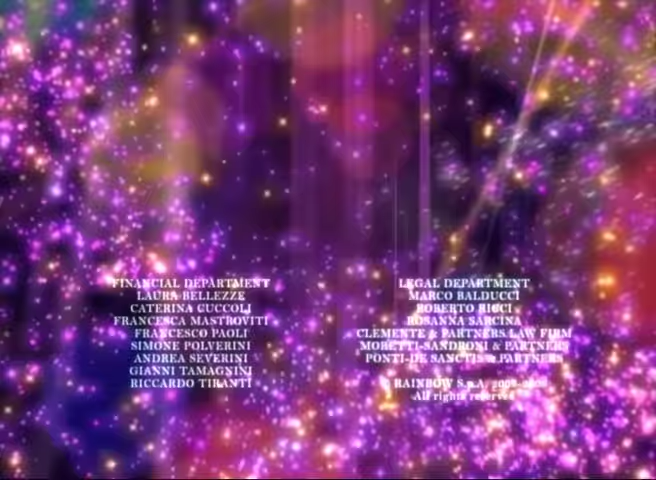 FINANCIAL DEPARTMENT
LAURA BELLEZZE
CATERINA CUCCOLI
FRANCESCA MASTROVITI
FRANCESCO PAOLI
SIMONE POLVERINI
ANDREA SEVERINI
GIANNI TAMAGNINI
RICCARDO TIRANTI
LEGAL DEPARTMENT
MARCO BALDUCCI
ROBERTO RICCI
ROSANNA SARCINA
CLEMENTE & PARTNERS LAW FIRM
MORETTI-SANDRONI & PARTNERS
PONTI-DE SANCTIS & PARTNERS
© RAINBOW S.p.A.
All rights reserved